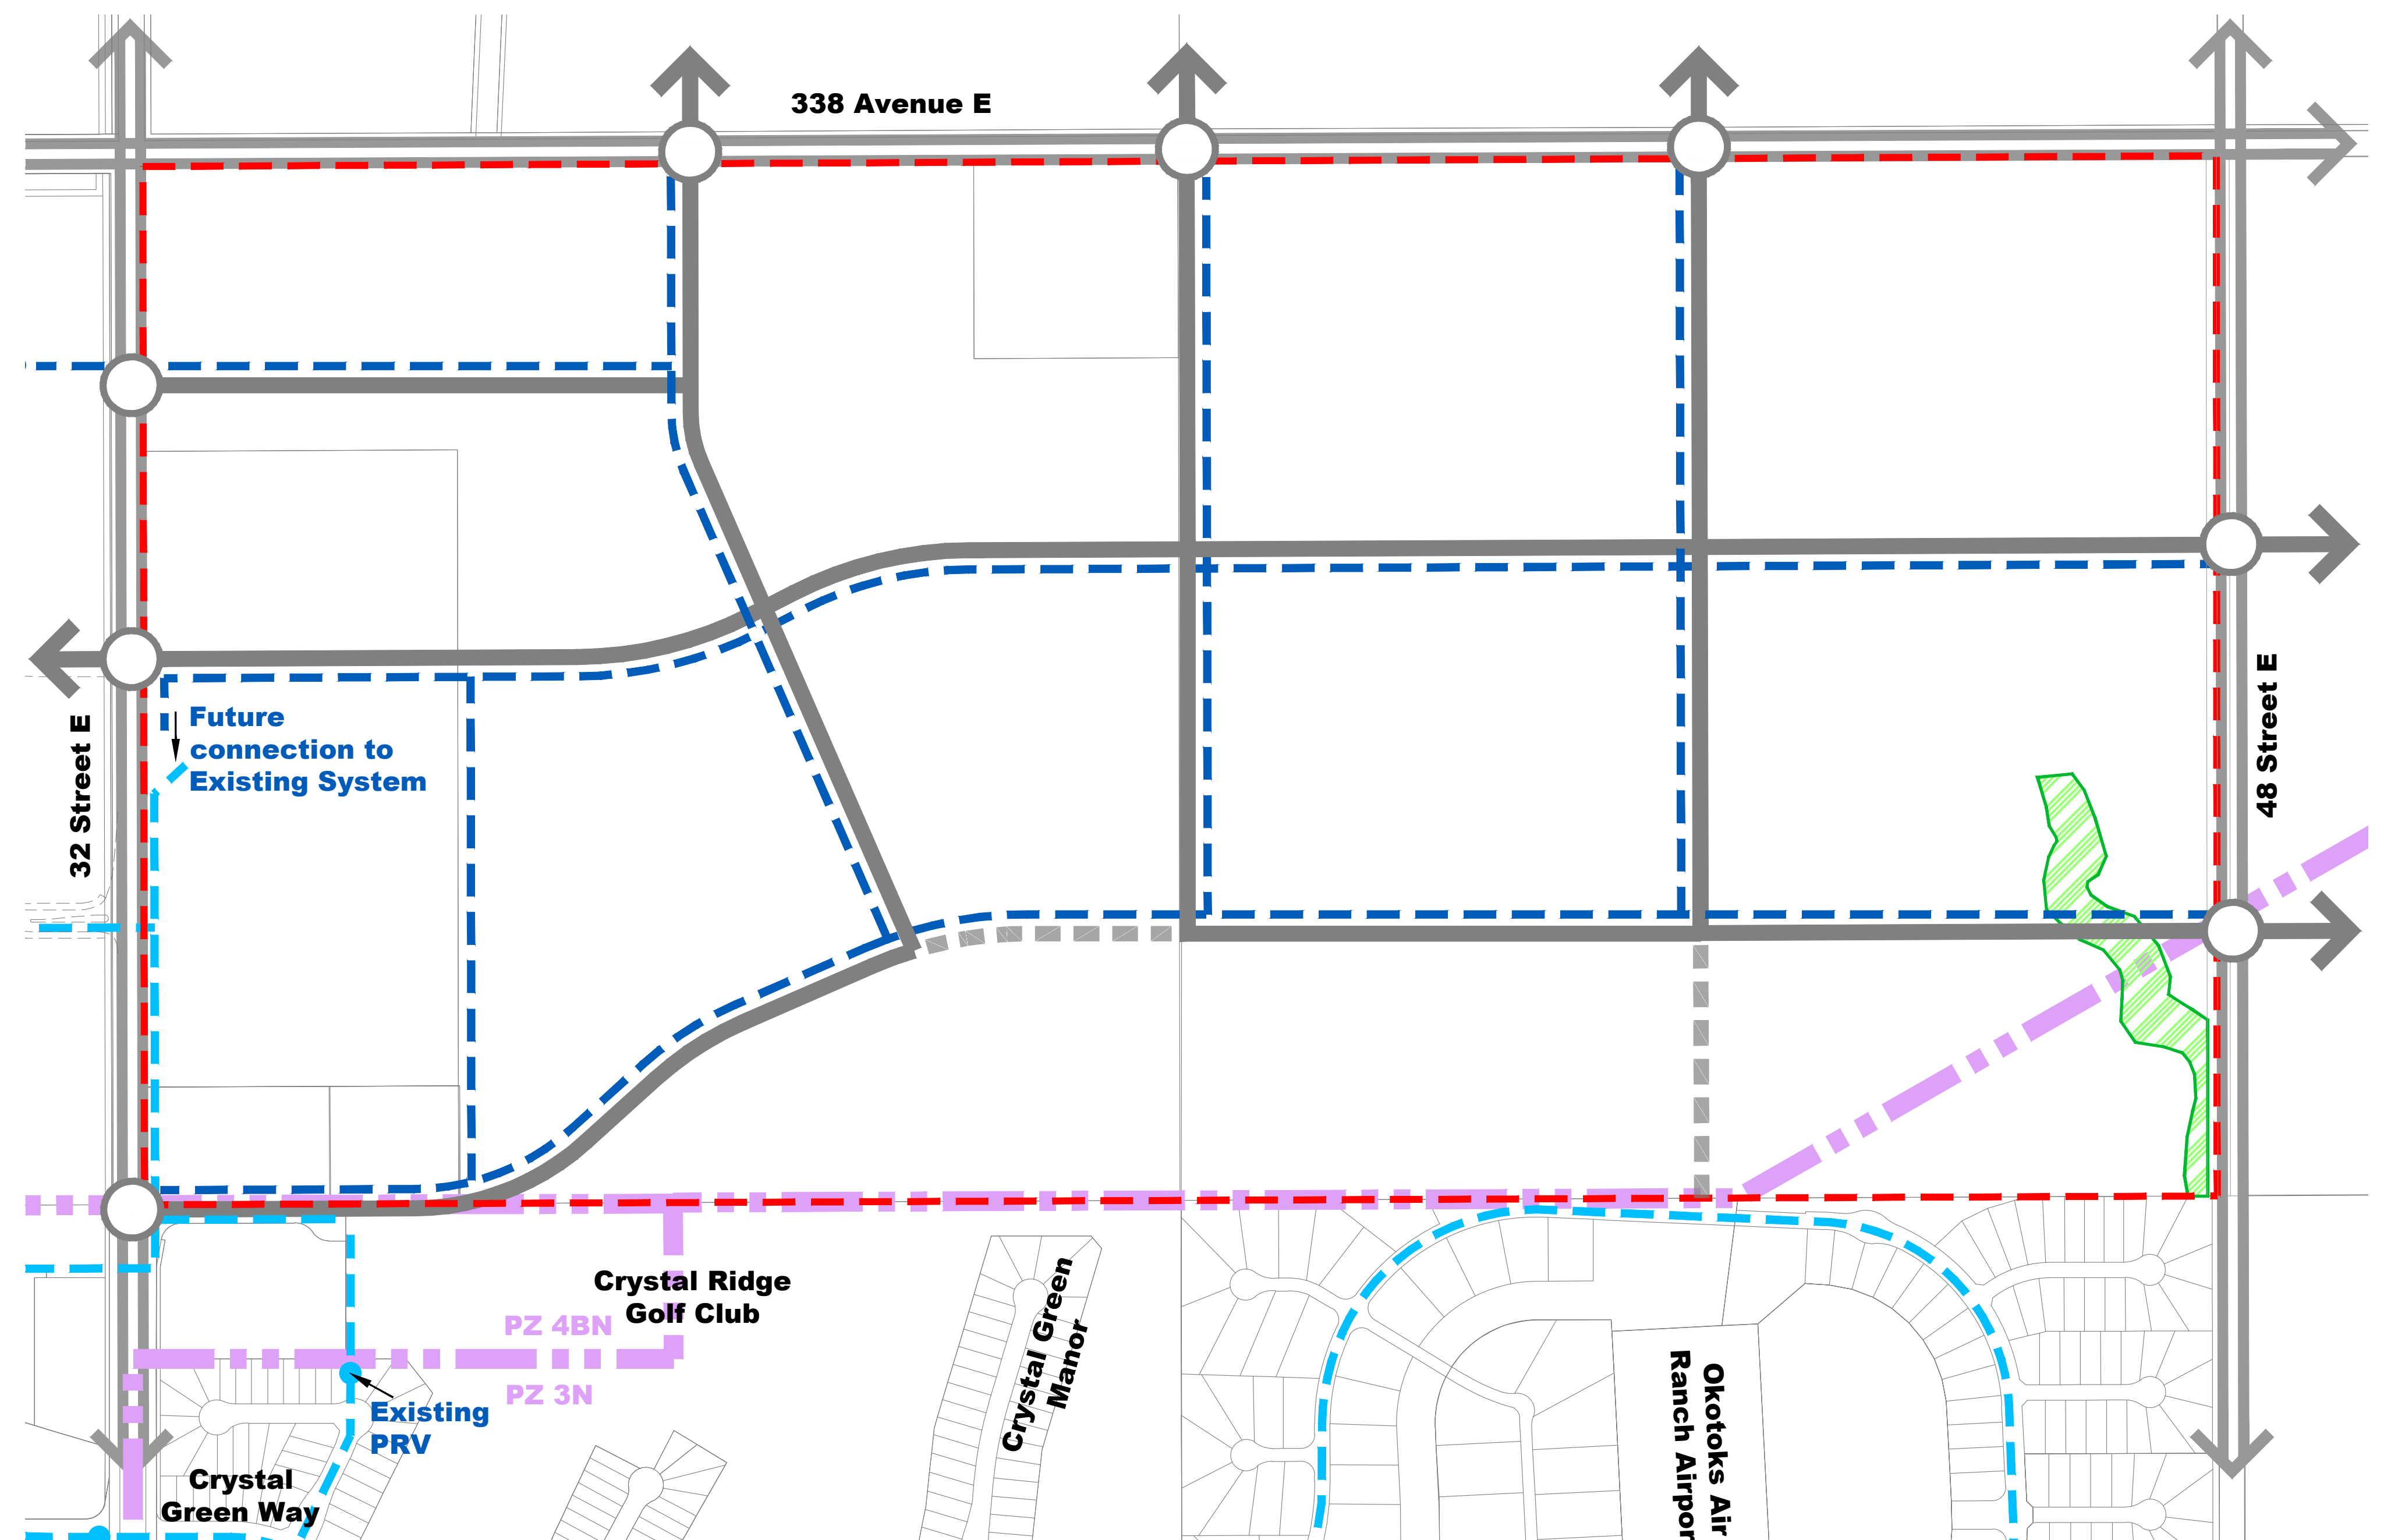 338 Avenue E
32 Street E
48 Street E
Future
connection to
Existing System
Crystal Ridge
Golf Club
PZ 4BN
PZ 3N
Existing
PRV
Crystal
Green Way
Crystal Green
Manor
Okotoks Air
Ranch Airpor